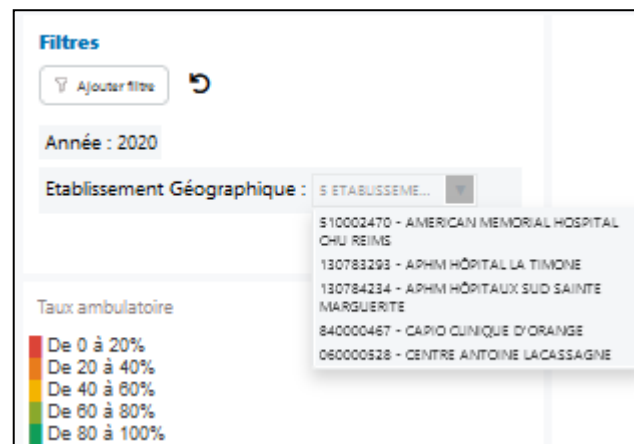 Filtres
Ajouter filtre
Année : 2020
Etablissement Géographique : 5 ETABLISSEME...
510002470 - AMERICAN MEMORIAL HOSPITAL
CHU REIMS
130783293 - APHM HÔPITAL LA TIMONE
130784234 - APHM HÔPITAUX SUD SAINTE
MARGUERITE
840000467 - CAPIO CLINIQUE D'ORANGE
060000528 - CENTRE ANTOINE LACASSAGNE
Taux ambulatoire
De 0 à 20%
De 20 à 40%
De 40 à 60%
De 60 à 80%
De 80 à 100%